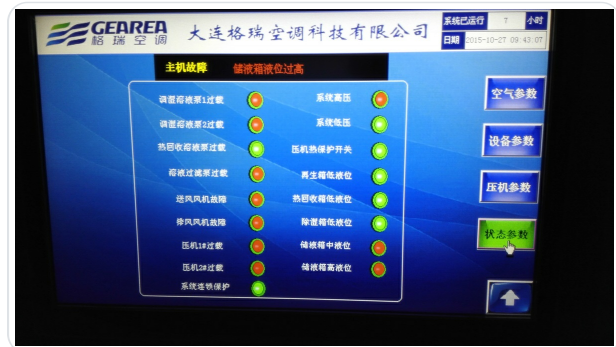 GEAREA
格瑞空调
大连格瑞空调科技有限公司
系统已运行 7 小时
日期 2015-10-27 09:43:07
主机故障 储液箱液位过高
调湿溶液泵1过载 系统高压
调湿溶液泵2过载 系统低压
热回收溶液泵过载 压机热保护开关
溶液过滤泵过载 再生箱低液位
送风风机故障 热回收箱低液位
排风风机故障 除湿箱低液位
压机1#过载 储液箱中液位
压机2#过载 储液箱高液位
系统连锁保护
空气参数
设备参数
压机参数
状态参数